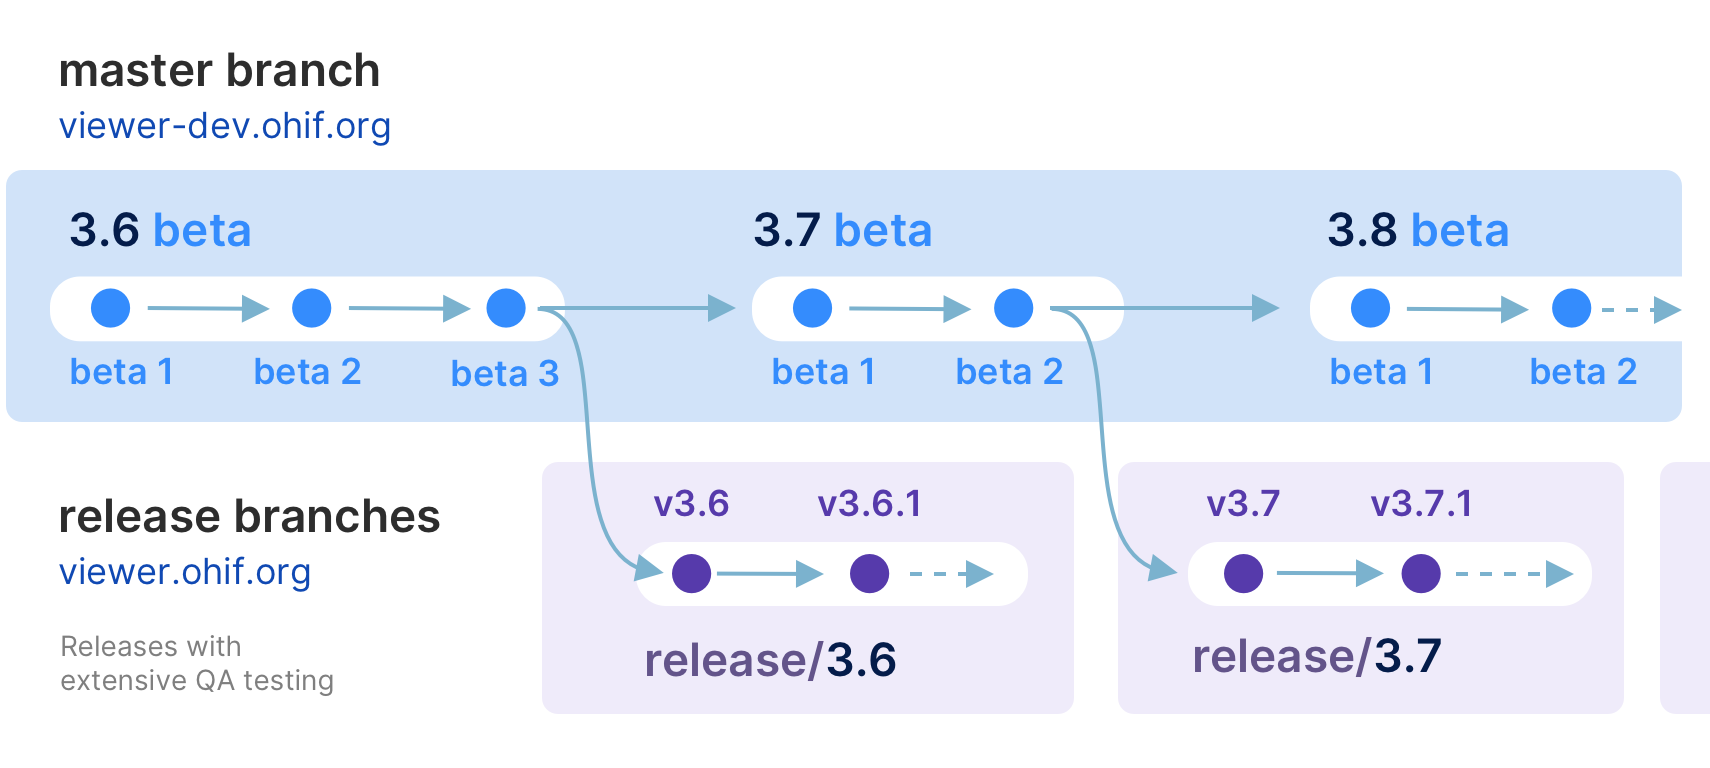 master branch
viewer-dev.ohif.org
3.6 beta
3.7 beta
3.8 beta
beta 1
beta 2
beta 3
beta 1
beta 2
beta 1
beta 2
release branches
viewer.ohif.org
Releases with
extensive QA testing
v3.6
v3.6.1
release/3.6
v3.7
v3.7.1
release/3.7